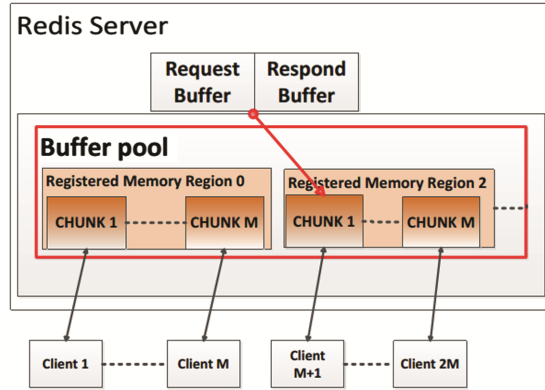 Redis Server
Request Respond
Buffer Buffer
Buffer pool
Registered Memory Region 0 Registered Memory Region 2
CHUNK 1 CHUNK M CHUNK 1 CHUNK M
Client 1 Client M Client
M+1 Client 2M